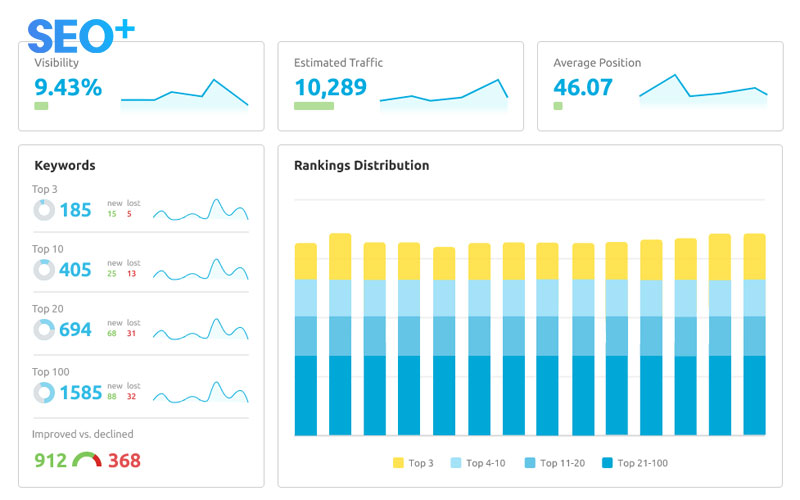 SEO+
Visibility
9.43%
Estimated Traffic
10,289
Average Position
46.07
Keywords
Top 3
185 new lost
15 5
Top 10
405 new lost
25 13
Top 20
694 new lost
68 31
Top 100
1585 new lost
88 32
Improved vs. declined
912 368
Rankings Distribution
Top 3 Top 4-10 Top 11-20 Top 21-100